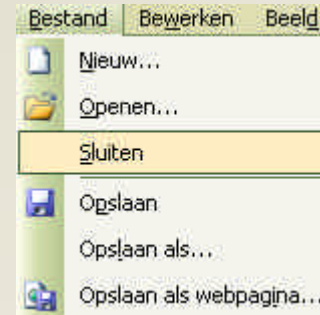 Bestand Bewerken Beeld
Nieuw...
Openen...
Sluiten
Opslaan
Opslaan als...
Opslaan als webpagina...